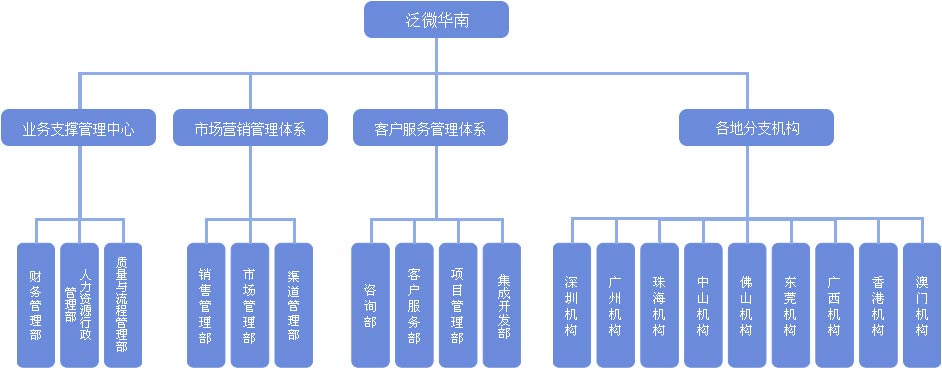 泛微华南
业务支撑管理中心
市场营销管理体系
客户服务管理体系
各地分支机构
财务管理部
人力资源行政
管理部
质量与流程管理部
销售管理部
市场管理部
渠道管理部
咨询部
客户服务部
项目管理部
集成开发部
深圳机构
广州机构
珠海机构
中山机构
佛山机构
东莞机构
广西机构
香港机构
澳门机构